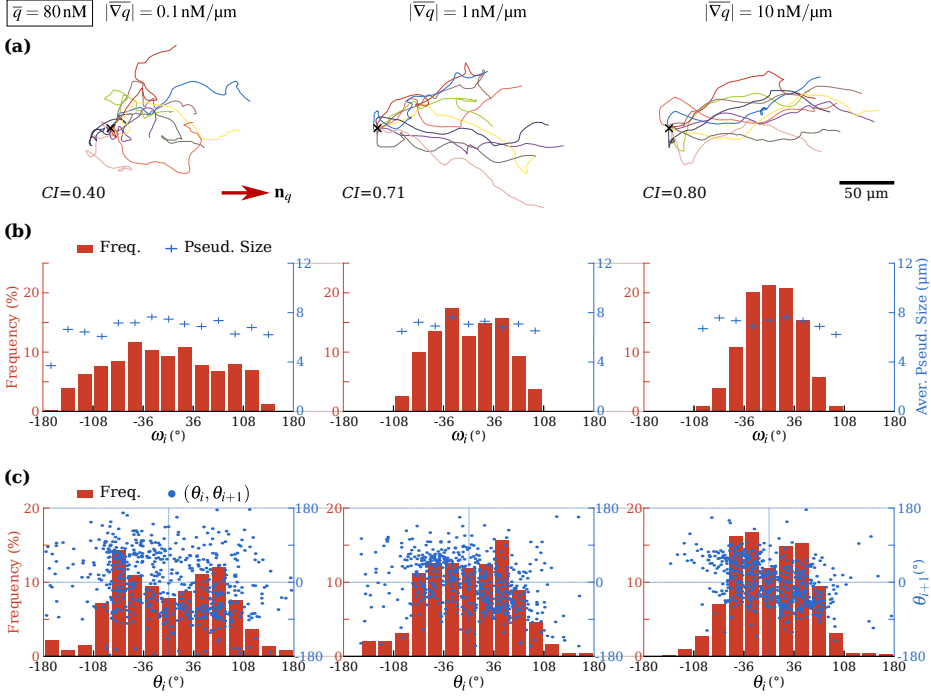 q̅ = 80 nM |∇̅q̅| = 0.1 nM/μm |∇̅q̅| = 1 nM/μm |∇̅q̅| = 10 nM/μm
(a)
CI=0.40 n_q CI=0.71 CI=0.80 50 μm
(b)
Freq. Pseud. Size
Frequency (%)
20
10
0
12
8
4
0
20
10
0
12
8
4
0
20
10
0
12
8
4
0
Aver. Pseud. Size (μm)
-180 -108 -36 36 108 180 -180 -108 -36 36 108 180 -180 -108 -36 36 108 180
ω_i (°) ω_i (°) ω_i (°)
(c)
Freq. (θ_i, θ_{i+1})
Frequency (%)
20
10
0
180
0
-180
20
10
0
180
0
-180
20
10
0
180
0
-180
θ_{i+1} (°)
-180 -108 -36 36 108 180 -180 -108 -36 36 108 180 -180 -108 -36 36 108 180
θ_i (°) θ_i (°) θ_i (°)